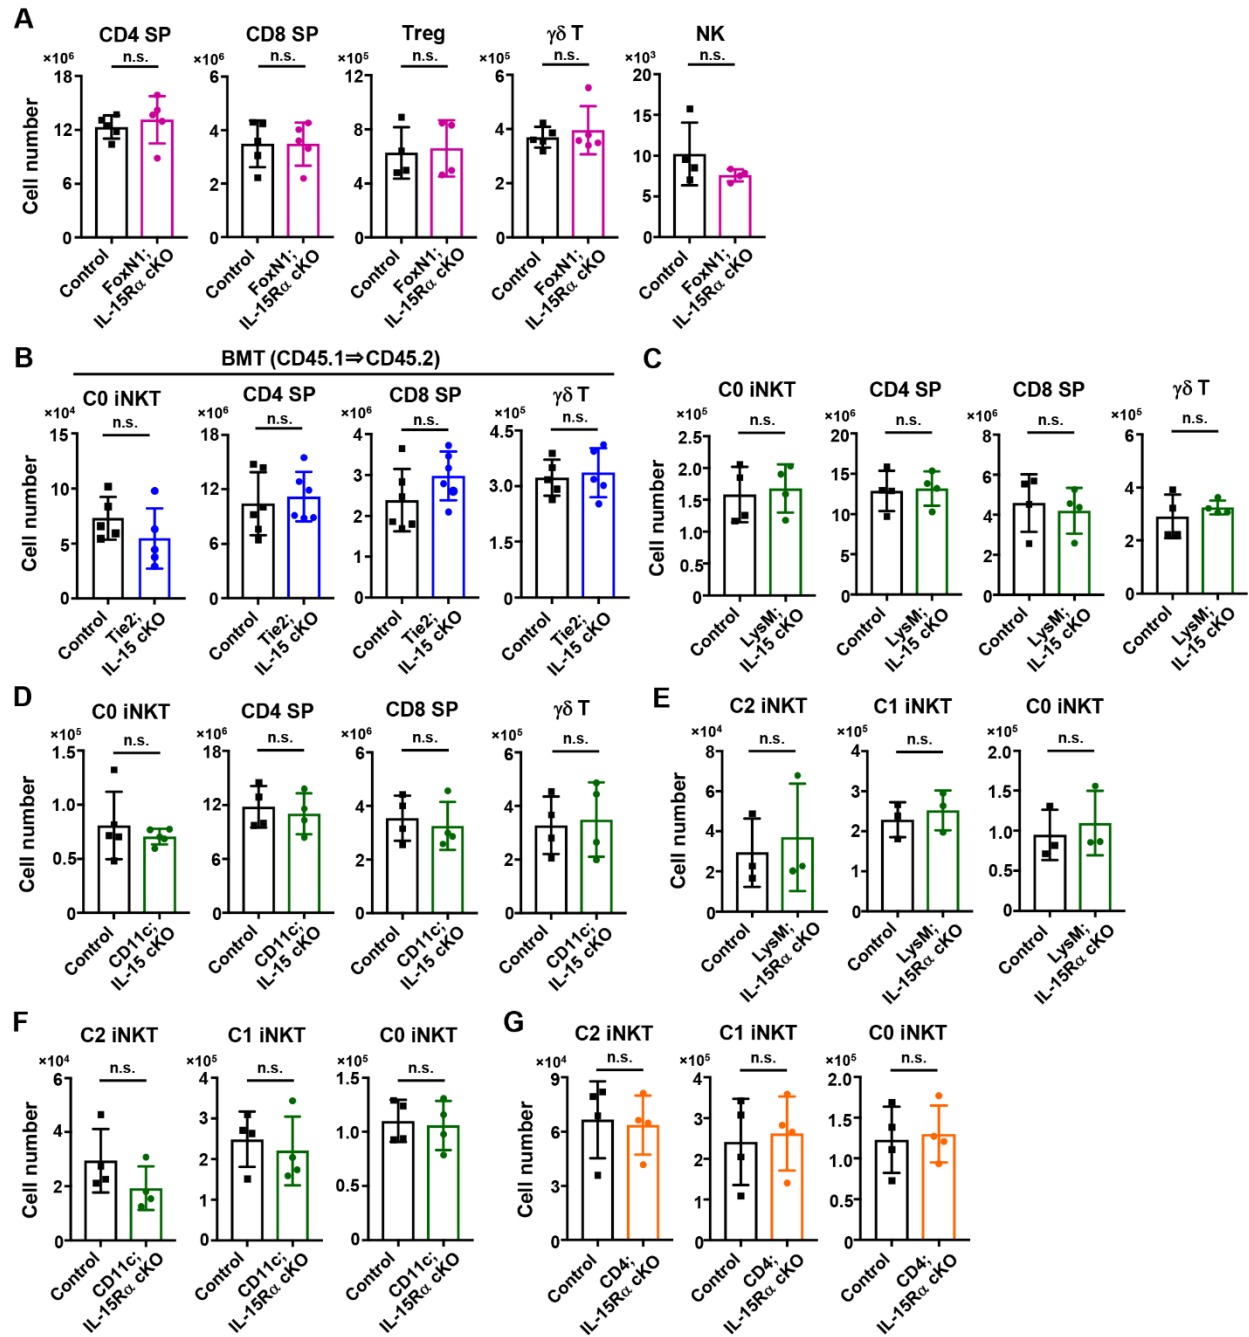 A
CD4 SP
CD8 SP
Treg
γδ T
NK
×10⁶
×10⁶
×10⁵
×10⁵
×10³
n.s.
n.s.
n.s.
n.s.
n.s.
Cell number
18
12
6
0
6
4
2
0
12
8
4
0
6
4
2
0
20
15
10
5
0
Control
FoxN1;
IL-15Rα cKO
Control
FoxN1;
IL-15Rα cKO
Control
FoxN1;
IL-15Rα cKO
Control
FoxN1;
IL-15Rα cKO
Control
FoxN1;
IL-15Rα cKO
B
BMT (CD45.1⇒CD45.2)
C0 iNKT
CD4 SP
CD8 SP
γδ T
×10⁴
×10⁶
×10⁶
×10⁵
n.s.
n.s.
n.s.
n.s.
Cell number
15
10
5
0
18
12
6
0
4
3
2
1
0
4.5
3.0
1.5
0
Control
Tie2;
IL-15 cKO
Control
Tie2;
IL-15 cKO
Control
Tie2;
IL-15 cKO
Control
Tie2;
IL-15 cKO
C
C0 iNKT
CD4 SP
CD8 SP
γδ T
×10⁵
×10⁶
×10⁶
×10⁵
n.s.
n.s.
n.s.
n.s.
Cell number
2.5
2.0
1.5
1.0
0.5
0
20
15
10
5
0
8
6
4
2
0
6
4
2
0
Control
LysM;
IL-15 cKO
Control
LysM;
IL-15 cKO
Control
LysM;
IL-15 cKO
Control
LysM;
IL-15 cKO
D
C0 iNKT
CD4 SP
CD8 SP
γδ T
×10⁵
×10⁶
×10⁶
×10⁵
n.s.
n.s.
n.s.
n.s.
Cell number
1.5
1.0
0.5
0
18
12
6
0
6
4
2
0
6
4
2
0
Control
CD11c;
IL-15 cKO
Control
CD11c;
IL-15 cKO
Control
CD11c;
IL-15 cKO
Control
CD11c;
IL-15 cKO
E
C2 iNKT
C1 iNKT
C0 iNKT
×10⁴
×10⁵
×10⁵
n.s.
n.s.
n.s.
Cell number
8
6
4
2
0
4
3
2
1
0
2.0
1.5
1.0
0.5
0
Control
LysM;
IL-15Rα cKO
Control
LysM;
IL-15Rα cKO
Control
LysM;
IL-15Rα cKO
F
C2 iNKT
C1 iNKT
C0 iNKT
×10⁴
×10⁵
×10⁵
n.s.
n.s.
n.s.
Cell number
6
4
2
0
4
3
2
1
0
1.5
1.0
0.5
0
Control
CD11c;
IL-15Rα cKO
Control
CD11c;
IL-15Rα cKO
Control
CD11c;
IL-15Rα cKO
G
C2 iNKT
C1 iNKT
C0 iNKT
×10⁴
×10⁵
×10⁵
n.s.
n.s.
n.s.
Cell number
9
6
3
0
4
3
2
1
0
2.0
1.5
1.0
0.5
0
Control
CD4;
IL-15Rα cKO
Control
CD4;
IL-15Rα cKO
Control
CD4;
IL-15Rα cKO